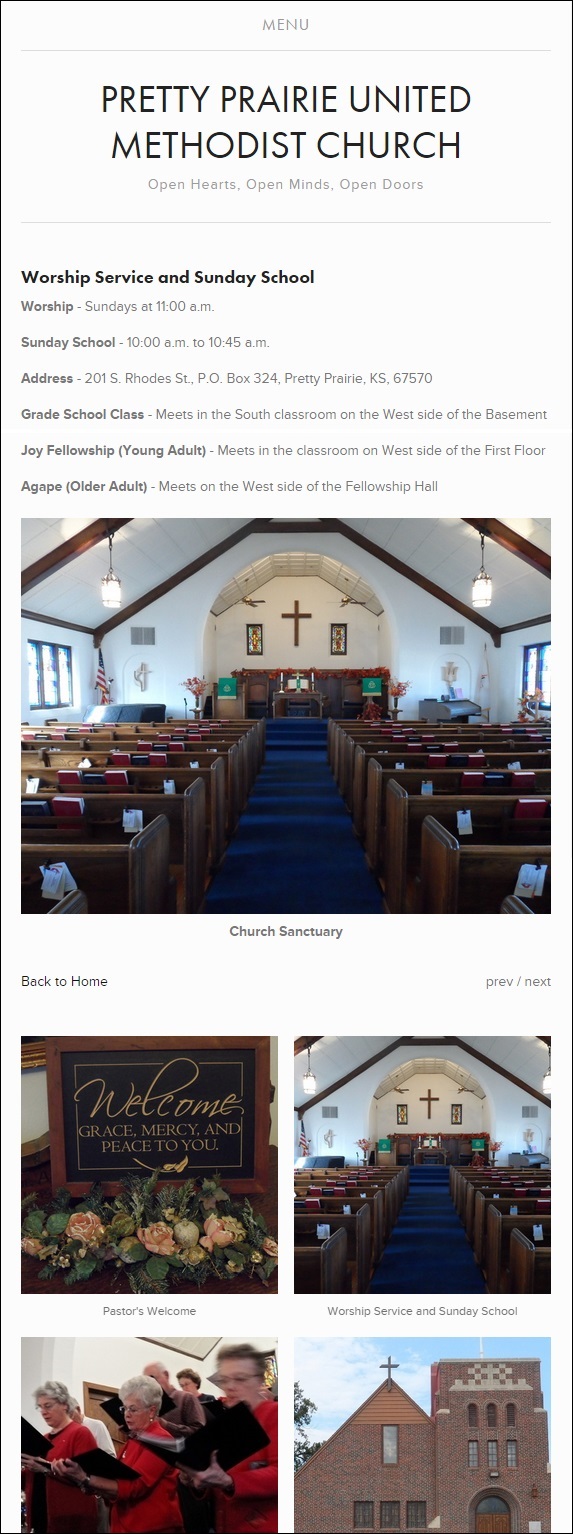 MENU
PRETTY PRAIRIE UNITED
METHODIST CHURCH
Open Hearts, Open Minds, Open Doors
Worship Service and Sunday School
Worship - Sundays at 11:00 a.m.
Sunday School - 10:00 a.m. to 10:45 a.m.
Address - 201 S. Rhodes St., P.O. Box 324, Pretty Prairie, KS, 67570
Grade School Class - Meets in the South classroom on the West side of the Basement
Joy Fellowship (Young Adult) - Meets in the classroom on West side of the First Floor
Agape (Older Adult) - Meets on the West side of the Fellowship Hall
Church Sanctuary
Back to Home
prev / next
Welcome
GRACE, MERCY, AND
PEACE TO YOU.
Pastor's Welcome
Worship Service and Sunday School